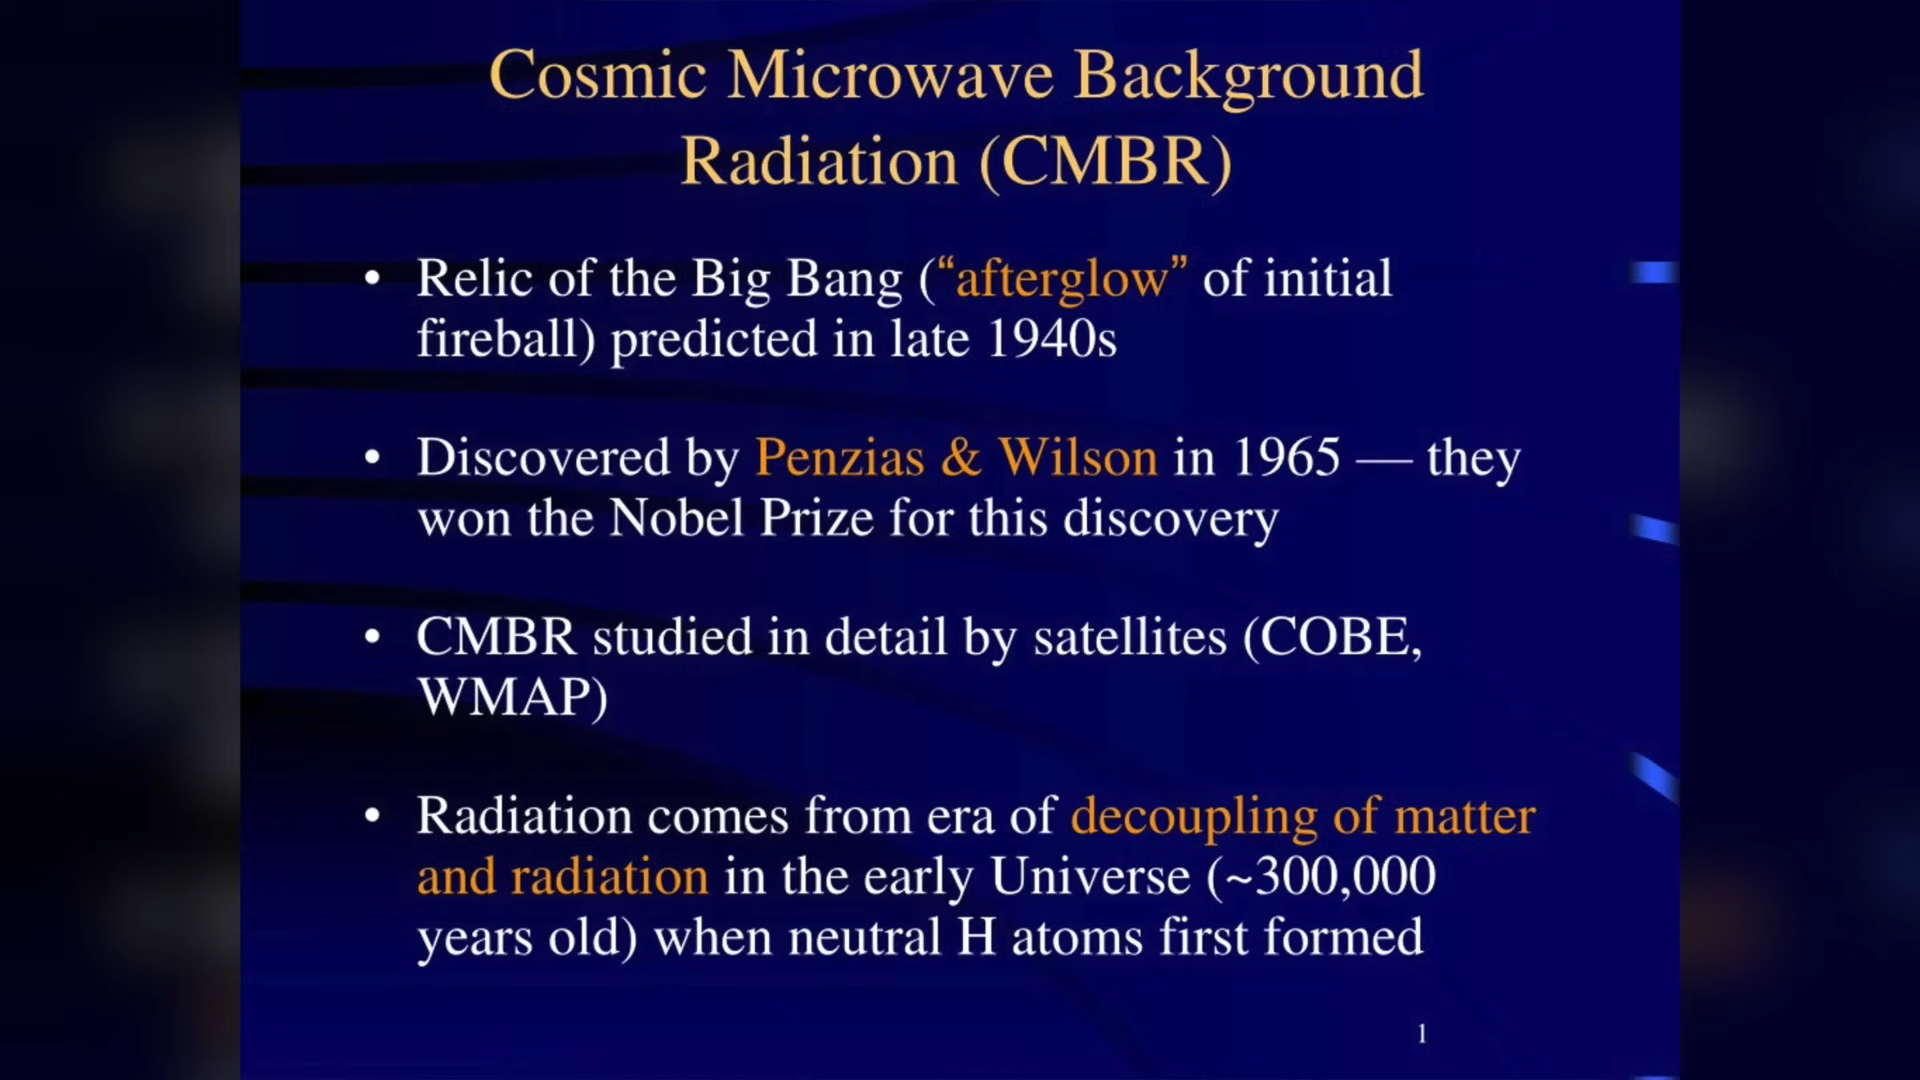 Cosmic Microwave Background
Radiation (CMBR)
• Relic of the Big Bang (“afterglow” of initial
fireball) predicted in late 1940s
• Discovered by Penzias & Wilson in 1965 — they
won the Nobel Prize for this discovery
• CMBR studied in detail by satellites (COBE,
WMAP)
• Radiation comes from era of decoupling of matter
and radiation in the early Universe (~300,000
years old) when neutral H atoms first formed
1